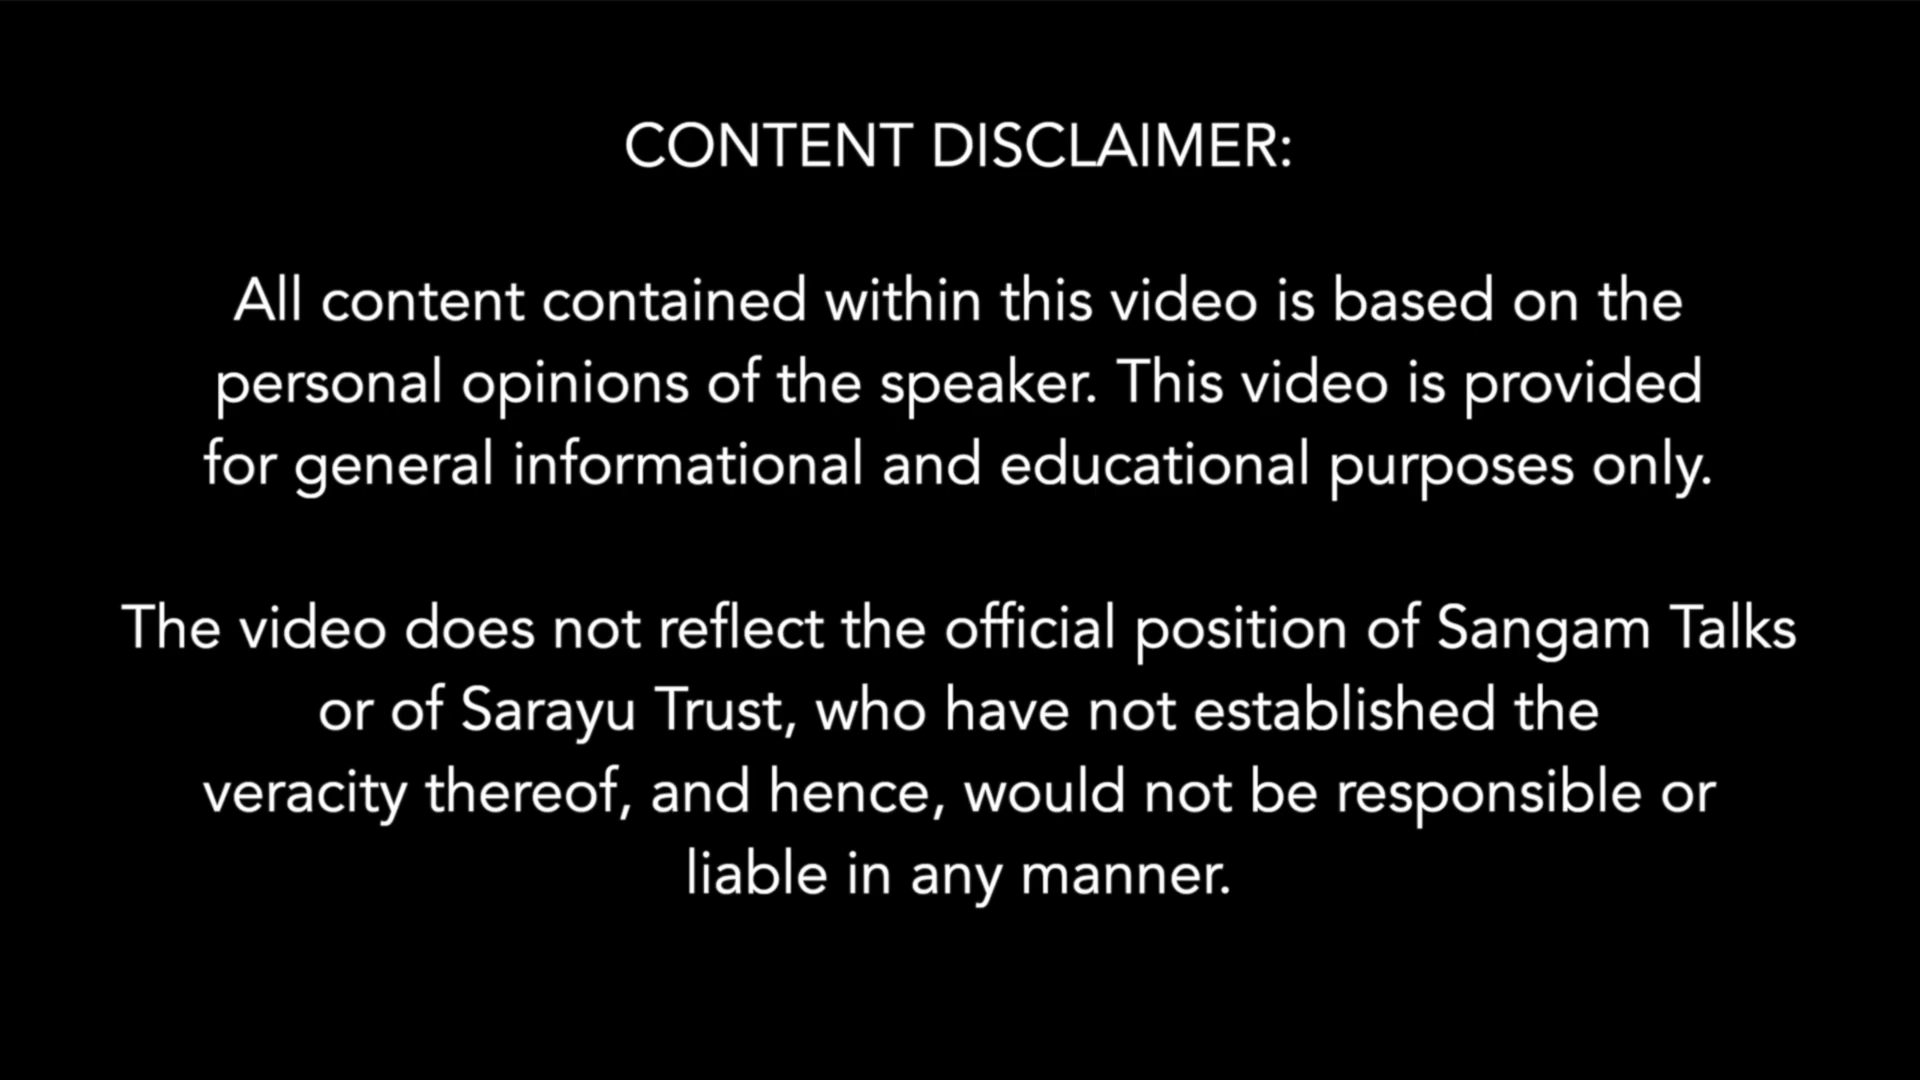 CONTENT DISCLAIMER:
All content contained within this video is based on the
personal opinions of the speaker. This video is provided
for general informational and educational purposes only.
The video does not reflect the official position of Sangam Talks
or of Sarayu Trust, who have not established the
veracity thereof, and hence, would not be responsible or
liable in any manner.